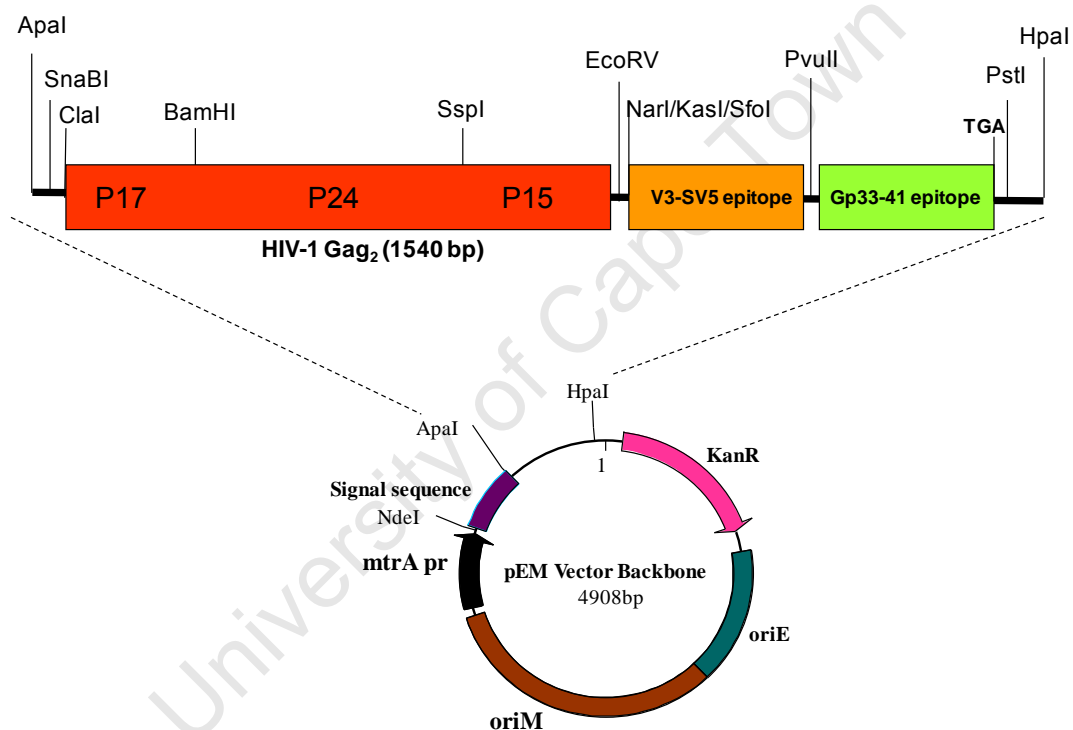 ApaI
HpaI
SnaBI
EcoRV
PvuII
PstI
ClaI
BamHI
SspI
NarI/KasI/SfoI
TGA
P17
P24
P15
V3-SV5 epitope
Gp33-41 epitope
HIV-1 Gag₂ (1540 bp)
HpaI
ApaI
1
KanR
Signal sequence
NdeI
mtrA pr
pEM Vector Backbone
4908bp
oriE
oriM
University of Cape Town